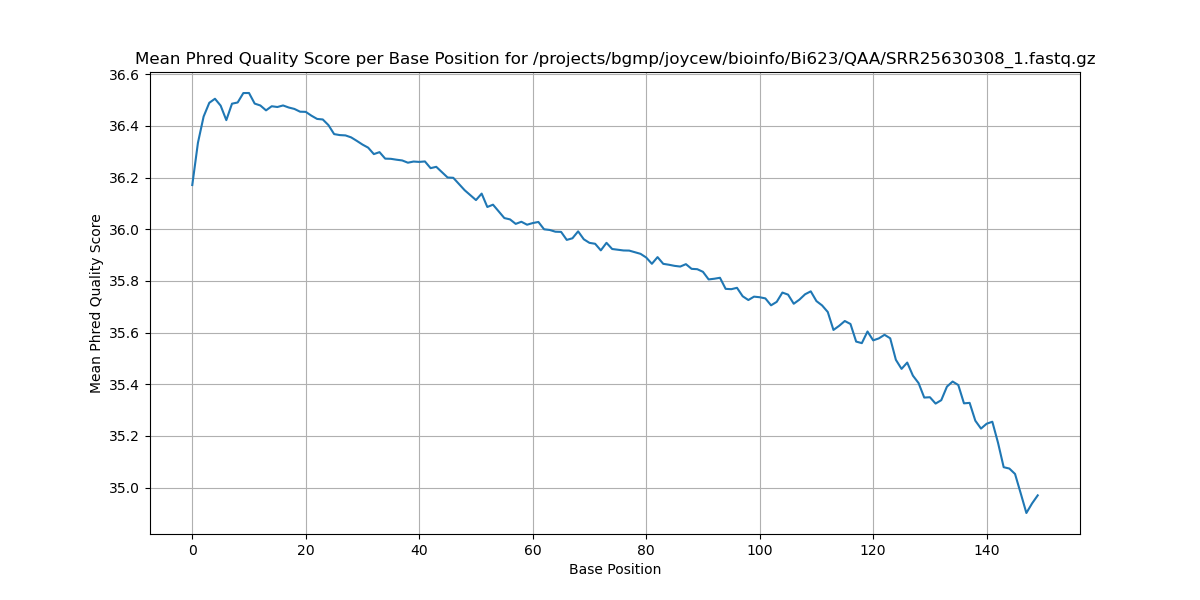 Mean Phred Quality Score per Base Position for /projects/bgmp/joycew/bioinfo/Bi623/QAA/SRR25630308_1.fastq.gz
36.6
36.4
36.2
36.0
35.8
35.6
35.4
35.2
35.0
Mean Phred Quality Score
0 20 40 60 80 100 120 140
Base Position